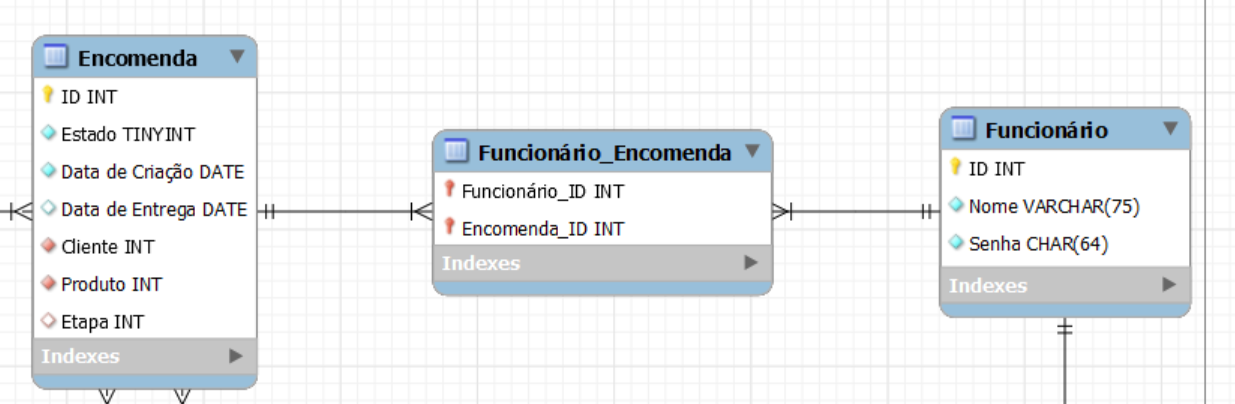 Encomenda
ID INT
Estado TINYINT
Data de Criação DATE
Data de Entrega DATE
Cliente INT
Produto INT
Etapa INT
Indexes
Funcionário_Encomenda
Funcionário_ID INT
Encomenda_ID INT
Indexes
Funcionário
ID INT
Nome VARCHAR(75)
Senha CHAR(64)
Indexes